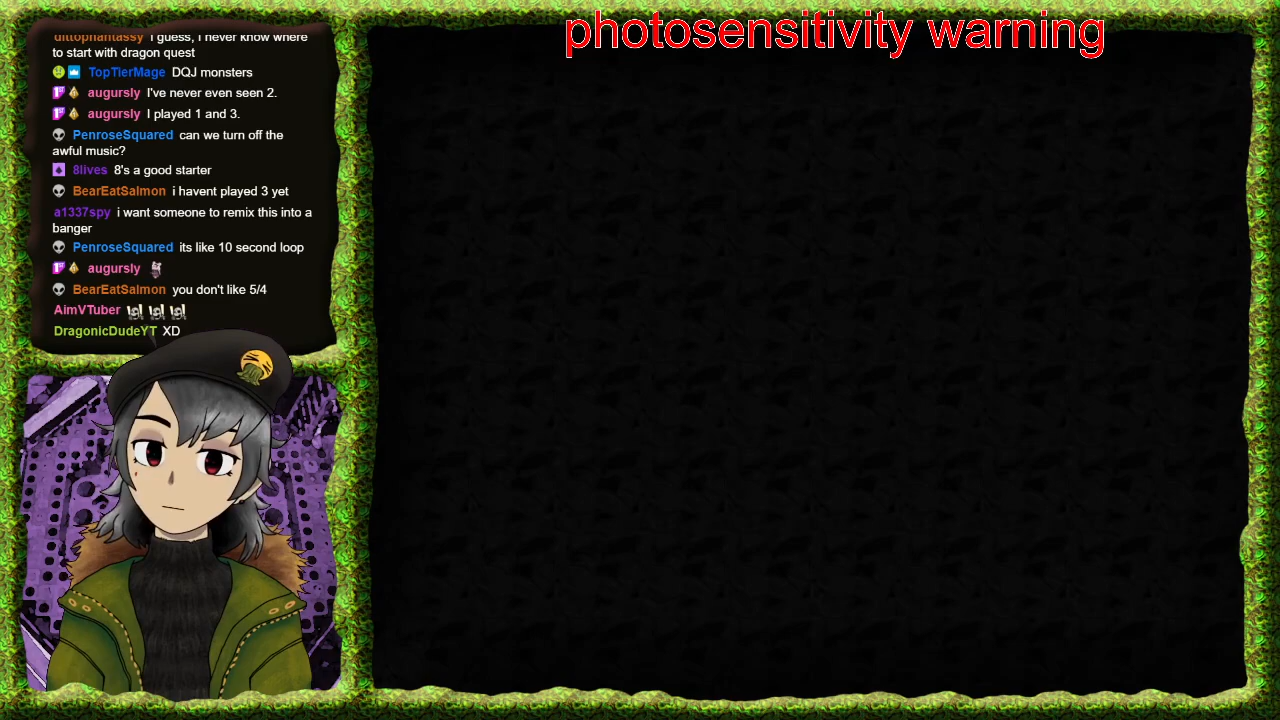 photosensitivity warning
dittophantassy i guess, i never know where
to start with dragon quest
TopTierMage DQJ monsters
augursly I've never even seen 2.
augursly I played 1 and 3.
PenroseSquared can we turn off the
awful music?
8lives 8's a good starter
BearEatSalmon i havent played 3 yet
a1337spy i want someone to remix this into a
banger
PenroseSquared its like 10 second loop
augursly
BearEatSalmon you don't like 5/4
AimVTuber
DragonicDudeYT XD